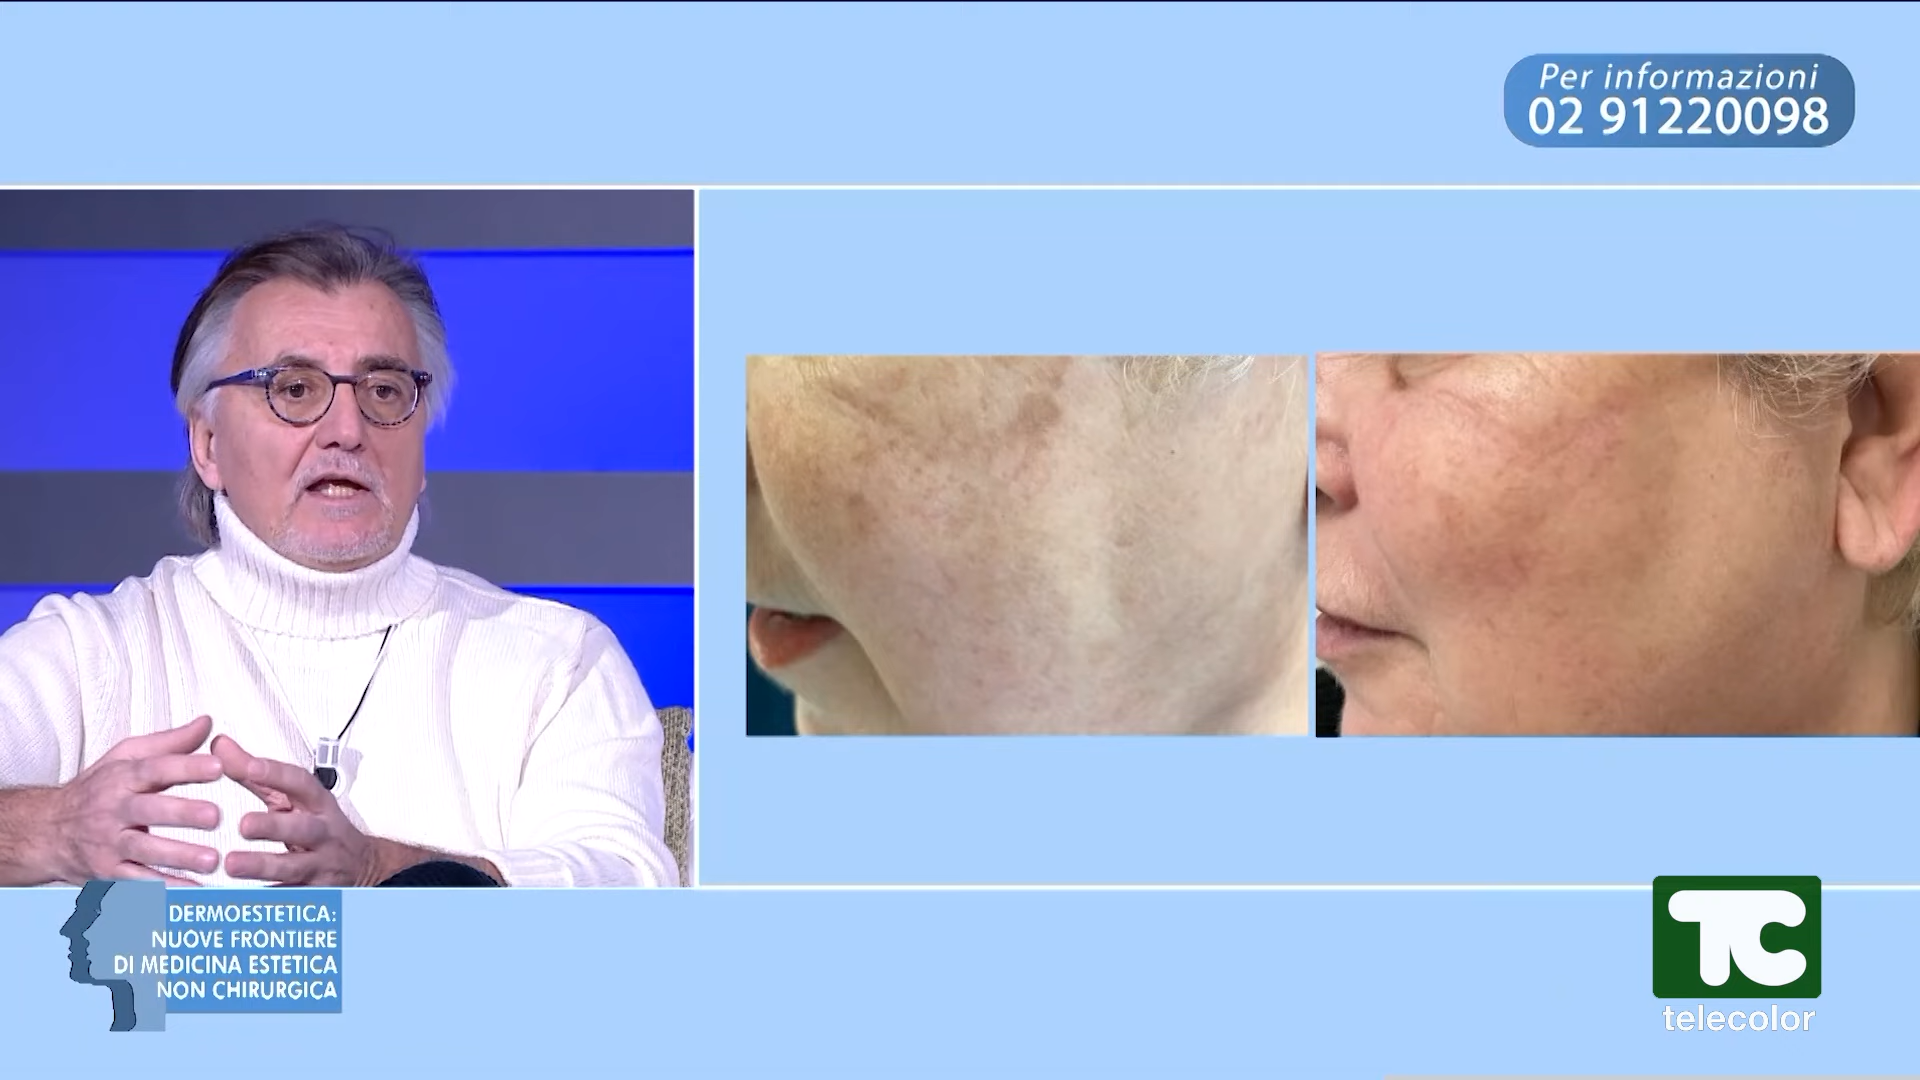 Per informazioni
02 91220098
DERMOESTETICA:
NUOVE FRONTIERE
DI MEDICINA ESTETICA
NON CHIRURGICA
TC
telecolor